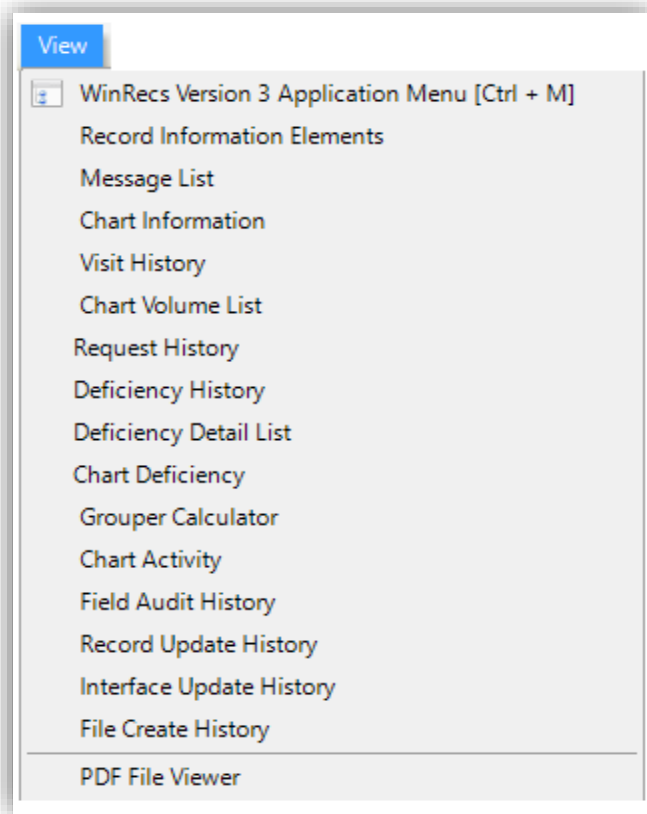 View
WinRecs Version 3 Application Menu [Ctrl + M]
Record Information Elements
Message List
Chart Information
Visit History
Chart Volume List
Request History
Deficiency History
Deficiency Detail List
Chart Deficiency
Grouper Calculator
Chart Activity
Field Audit History
Record Update History
Interface Update History
File Create History
PDF File Viewer